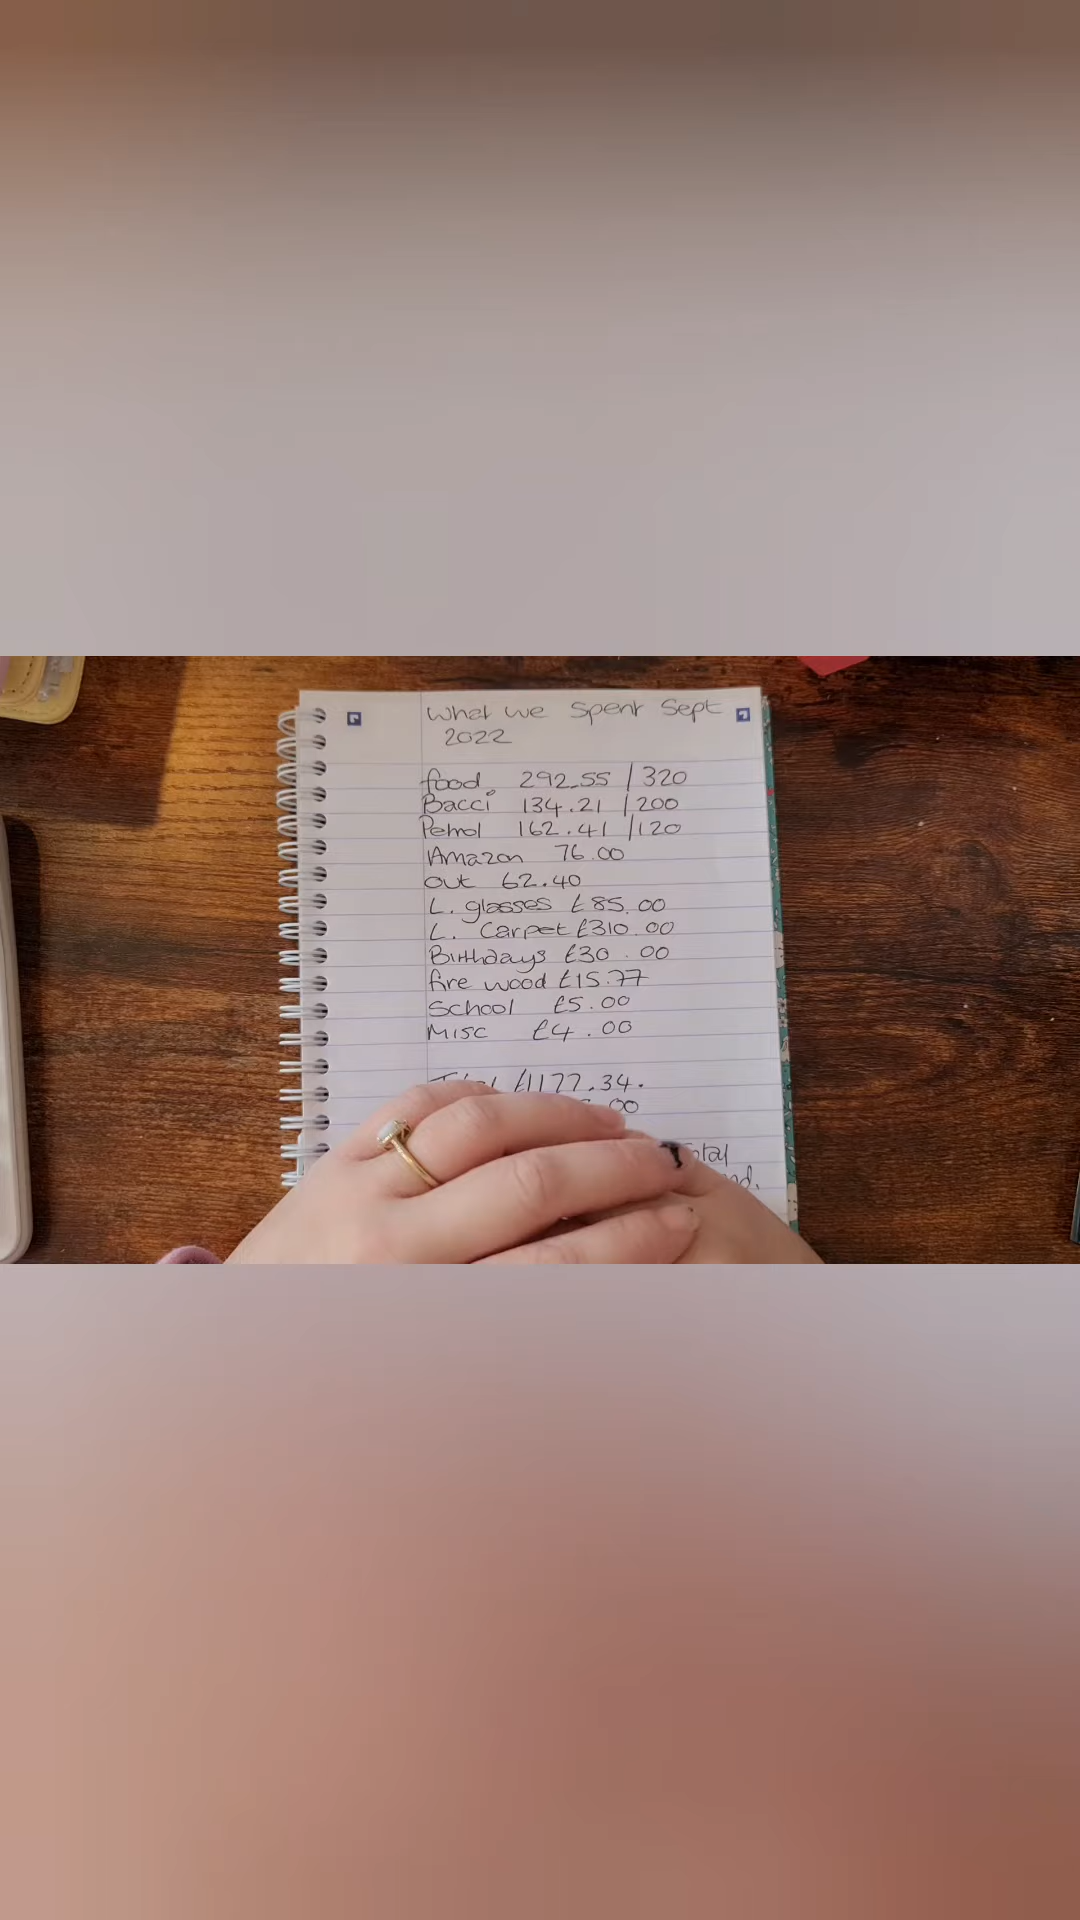 What we spent Sept
2022
food. 292.55 / 320
Bacci 134.21 / 200
Petrol 162.41 / 120
Amazon 76.00
out 62.40
L. glasses £85.00
L. Carpet £310.00
Birthdays £30.00
fire wood £15.77
School £5.00
Misc £4.00
Total £1177.34.
.00